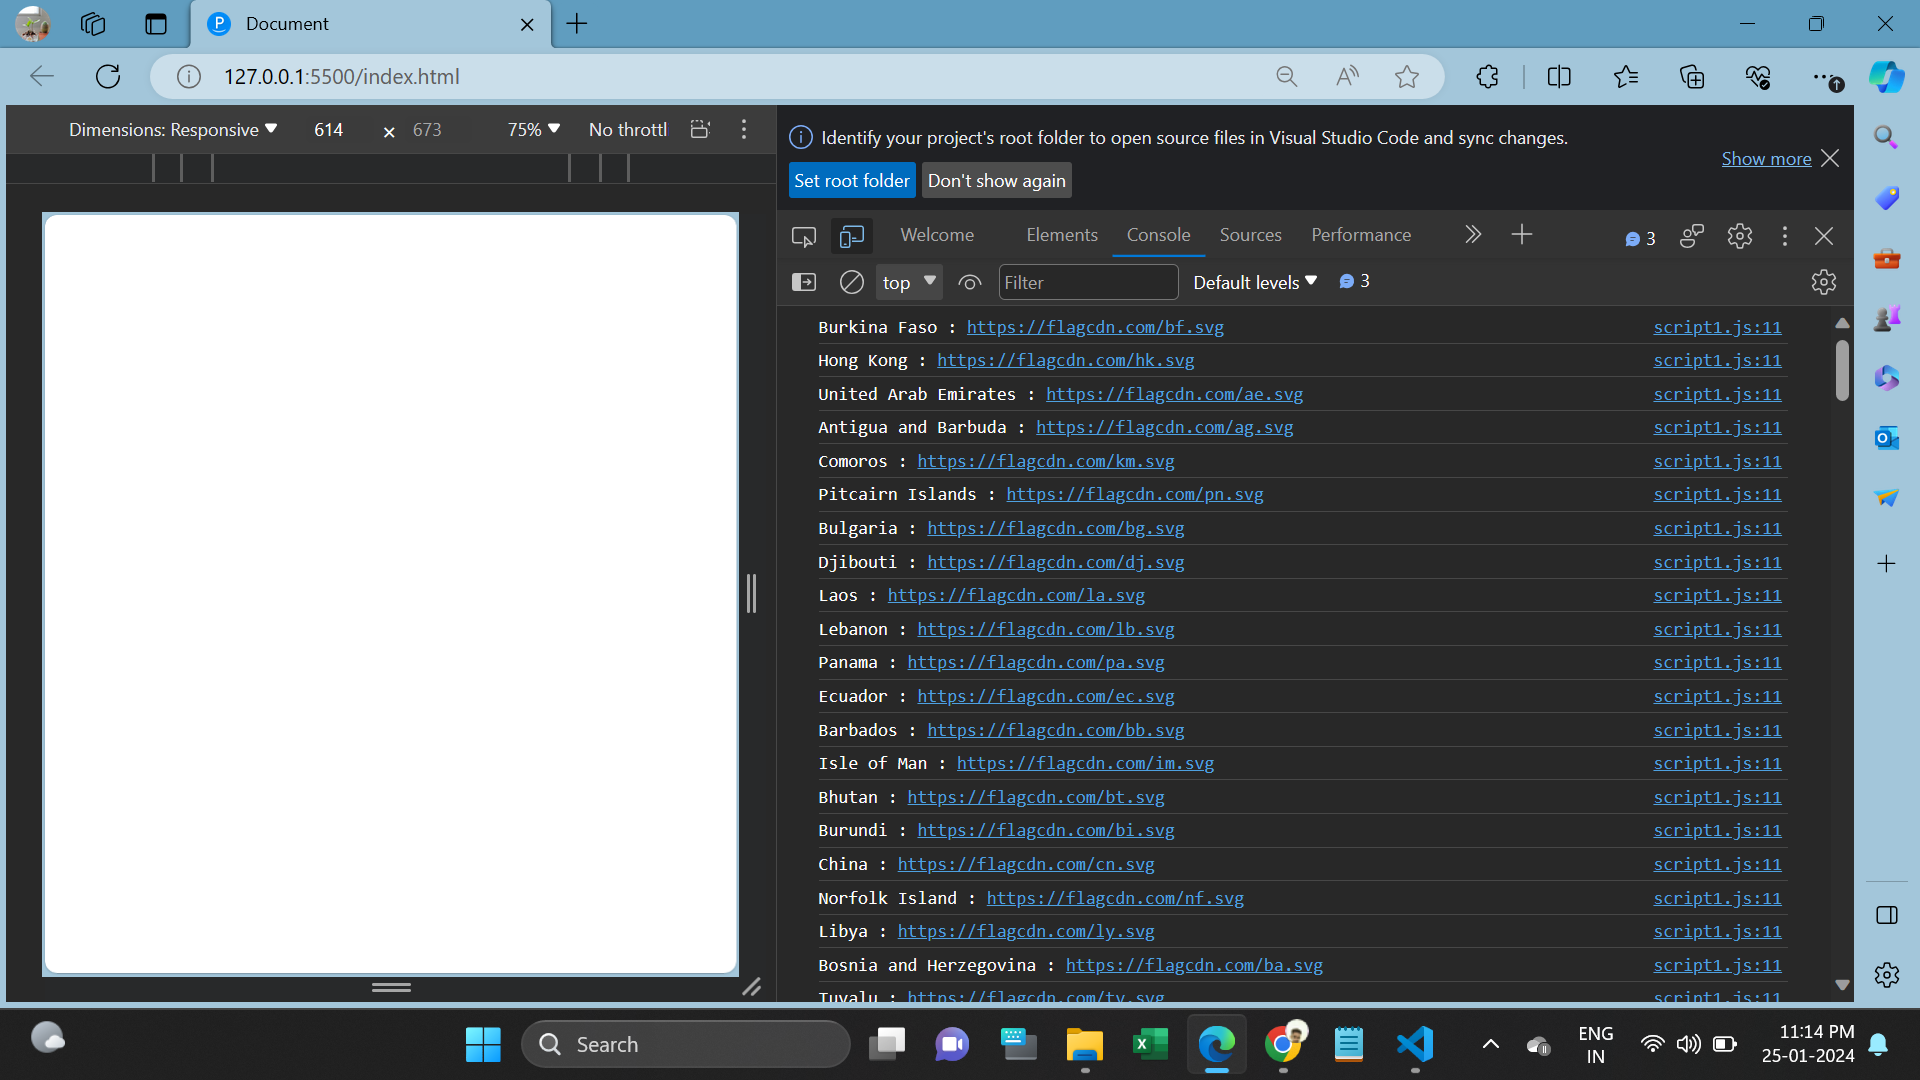 Document
127.0.0.1:5500/index.html
Dimensions: Responsive 614 × 673 75% No throttl
Identify your project's root folder to open source files in Visual Studio Code and sync changes.
Show more
Set root folder Don't show again
Welcome Elements Console Sources Performance 3
top Filter Default levels 3
Burkina Faso : https://flagcdn.com/bf.svg script1.js:11
Hong Kong : https://flagcdn.com/hk.svg script1.js:11
United Arab Emirates : https://flagcdn.com/ae.svg script1.js:11
Antigua and Barbuda : https://flagcdn.com/ag.svg script1.js:11
Comoros : https://flagcdn.com/km.svg script1.js:11
Pitcairn Islands : https://flagcdn.com/pn.svg script1.js:11
Bulgaria : https://flagcdn.com/bg.svg script1.js:11
Djibouti : https://flagcdn.com/dj.svg script1.js:11
Laos : https://flagcdn.com/la.svg script1.js:11
Lebanon : https://flagcdn.com/lb.svg script1.js:11
Panama : https://flagcdn.com/pa.svg script1.js:11
Ecuador : https://flagcdn.com/ec.svg script1.js:11
Barbados : https://flagcdn.com/bb.svg script1.js:11
Isle of Man : https://flagcdn.com/im.svg script1.js:11
Bhutan : https://flagcdn.com/bt.svg script1.js:11
Burundi : https://flagcdn.com/bi.svg script1.js:11
China : https://flagcdn.com/cn.svg script1.js:11
Norfolk Island : https://flagcdn.com/nf.svg script1.js:11
Libya : https://flagcdn.com/ly.svg script1.js:11
Bosnia and Herzegovina : https://flagcdn.com/ba.svg script1.js:11
Tuvalu : https://flagcdn.com/tv.svg script1.js:11
Search
ENG
IN
11:14 PM
25-01-2024